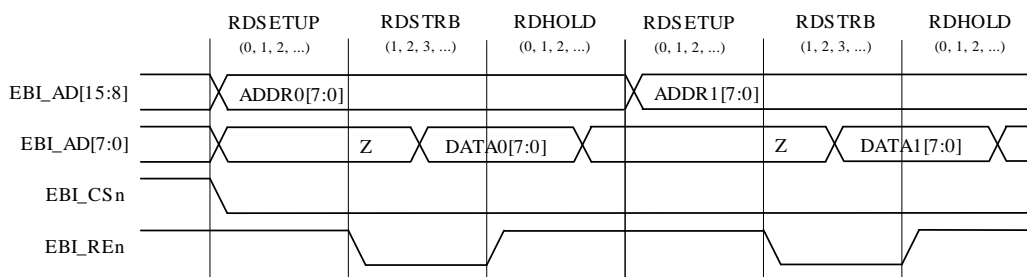 RDSETUP RDSTRB RDHOLD RDSETUP RDSTRB RDHOLD
(0, 1, 2, ...) (1, 2, 3, ...) (0, 1, 2, ...) (0, 1, 2, ...) (1, 2, 3, ...) (0, 1, 2, ...)
EBI_AD[15:8] ADDR0[7:0] ADDR1[7:0]
EBI_AD[7:0] Z DATA0[7:0] Z DATA1[7:0]
EBI_CSn
EBI_REn